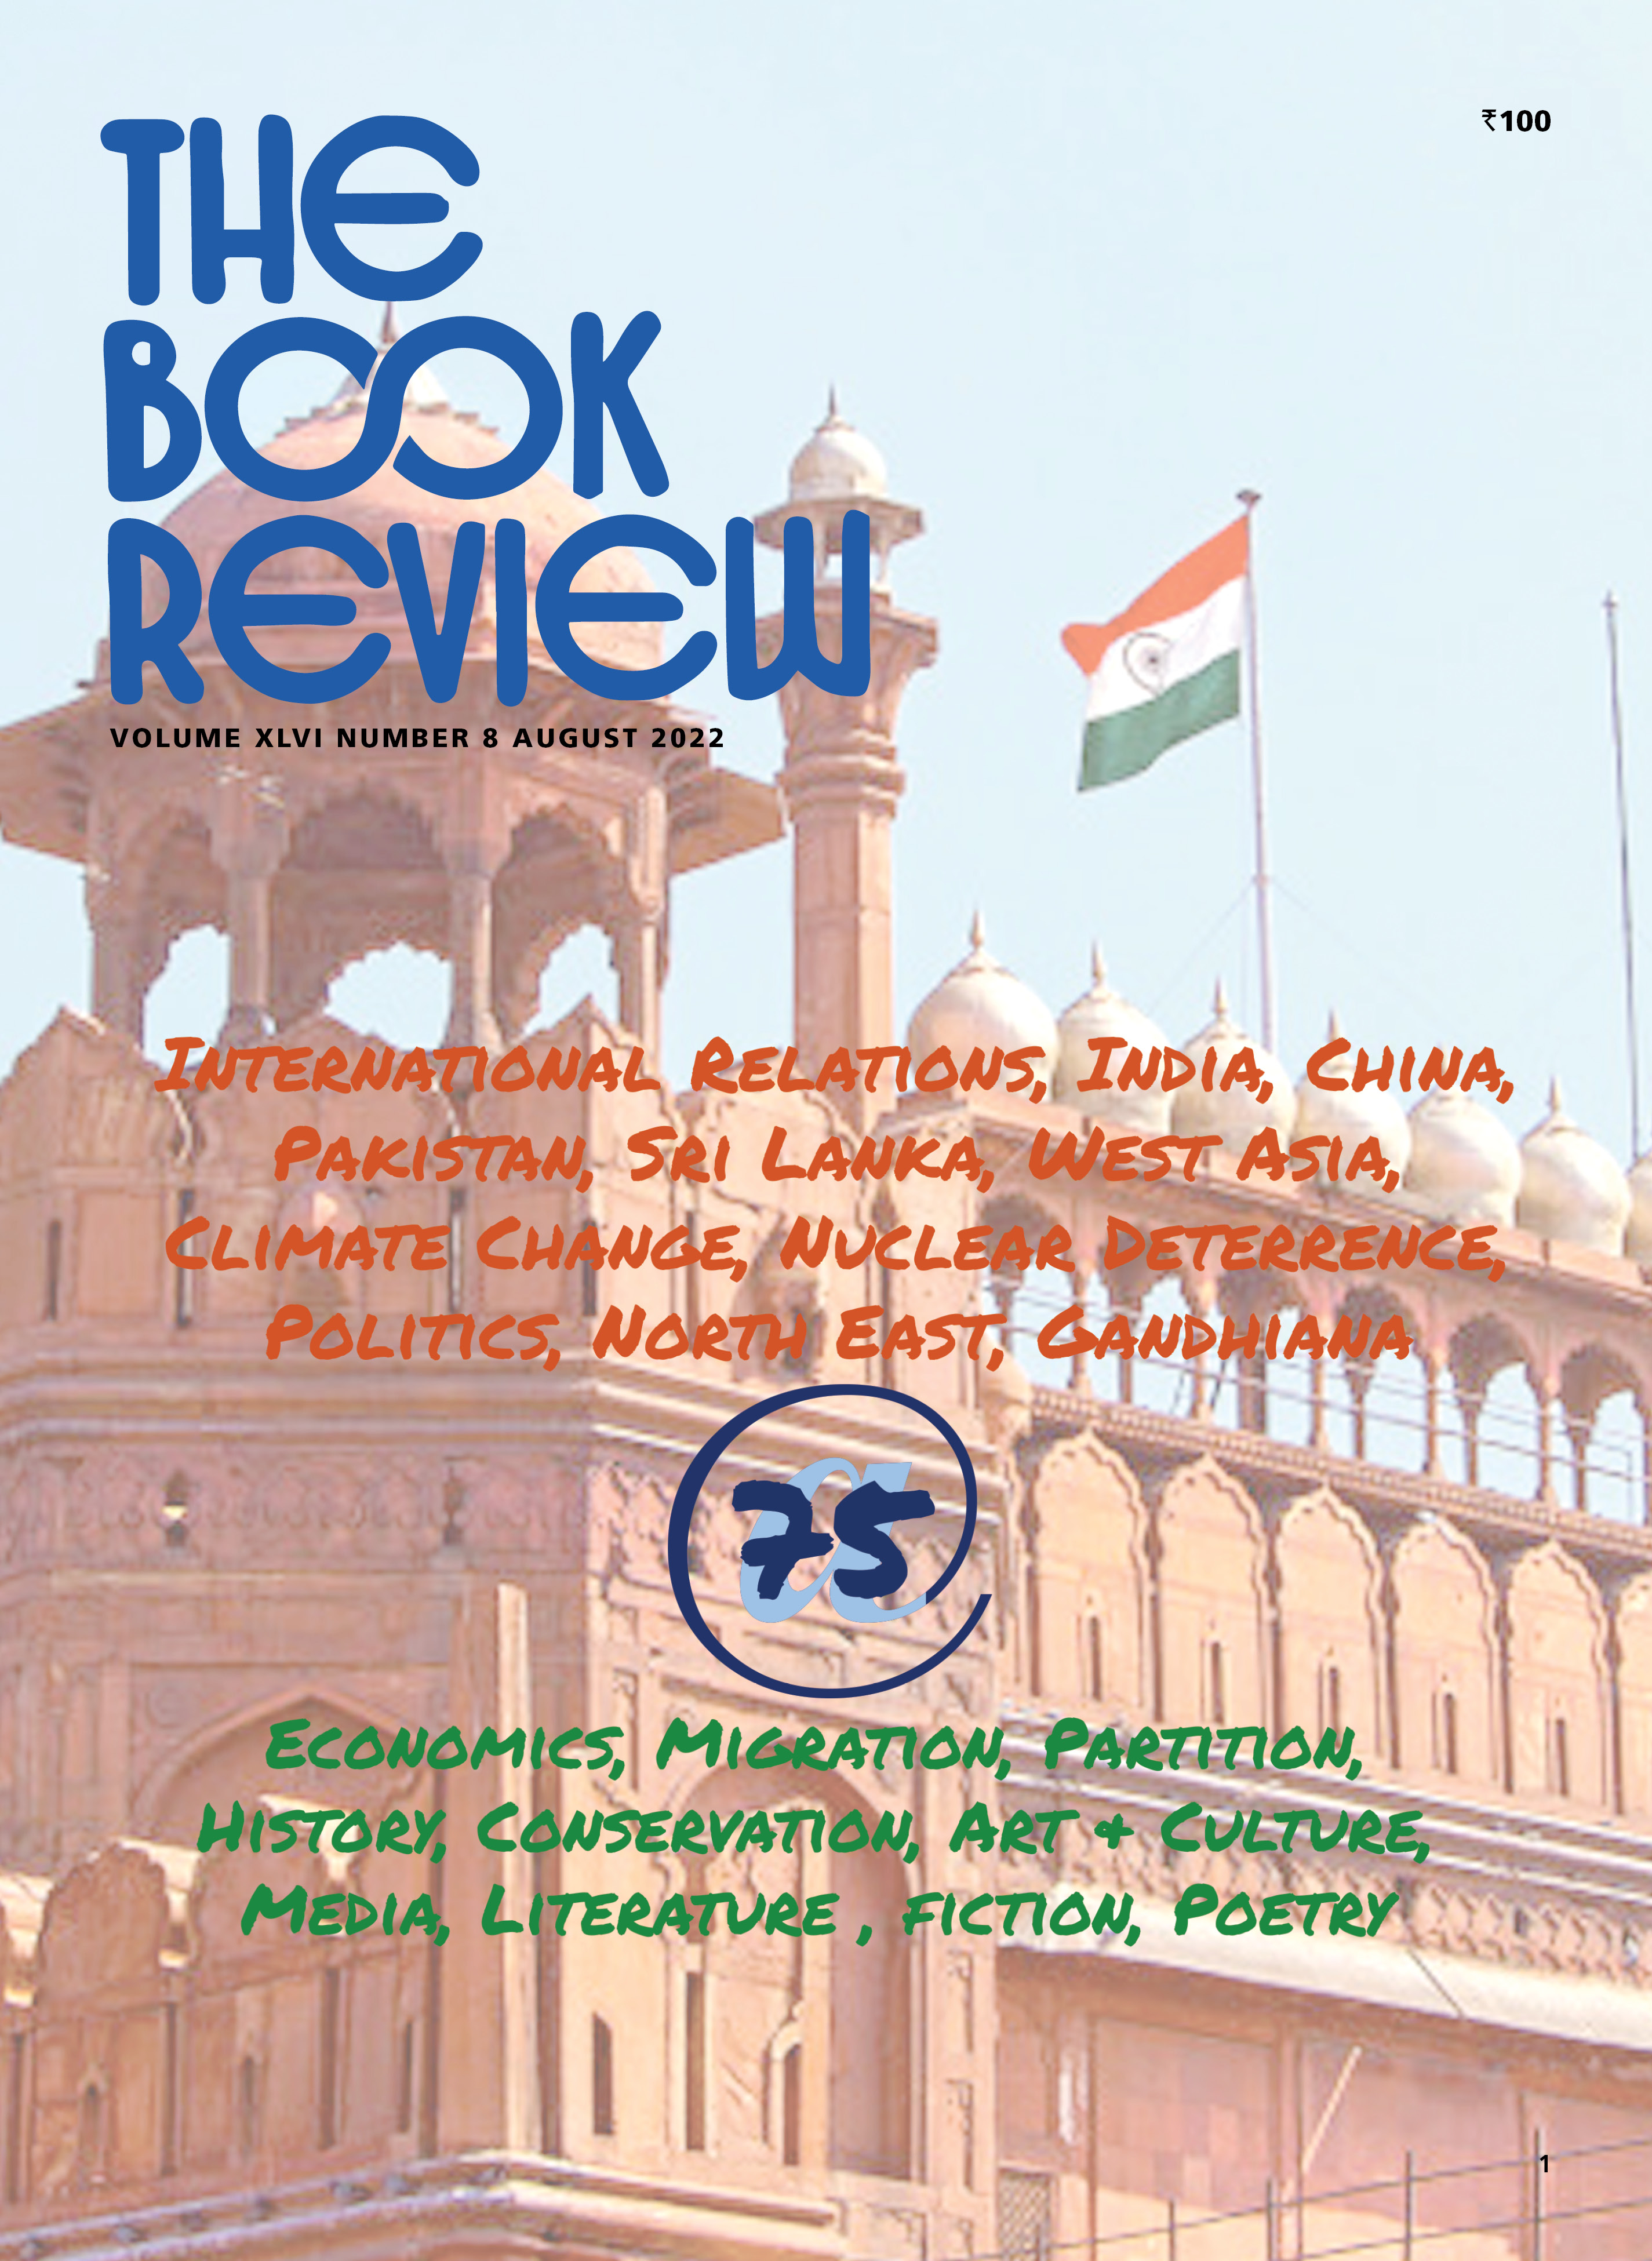 THE
₹100
BOOK
REVIEW
VOLUME XLVI NUMBER 8 AUGUST 2022
INTERNATIONAL RELATIONS, INDIA, CHINA,
PAKISTAN, SRI LANKA, WEST ASIA,
CLIMATE CHANGE, NUCLEAR DETERRENCE,
POLITICS, NORTH EAST, GANDHIANA
@75
ECONOMICS, MIGRATION, PARTITION,
HISTORY, CONSERVATION, ART & CULTURE,
MEDIA, LITERATURE , FICTION, POETRY
1